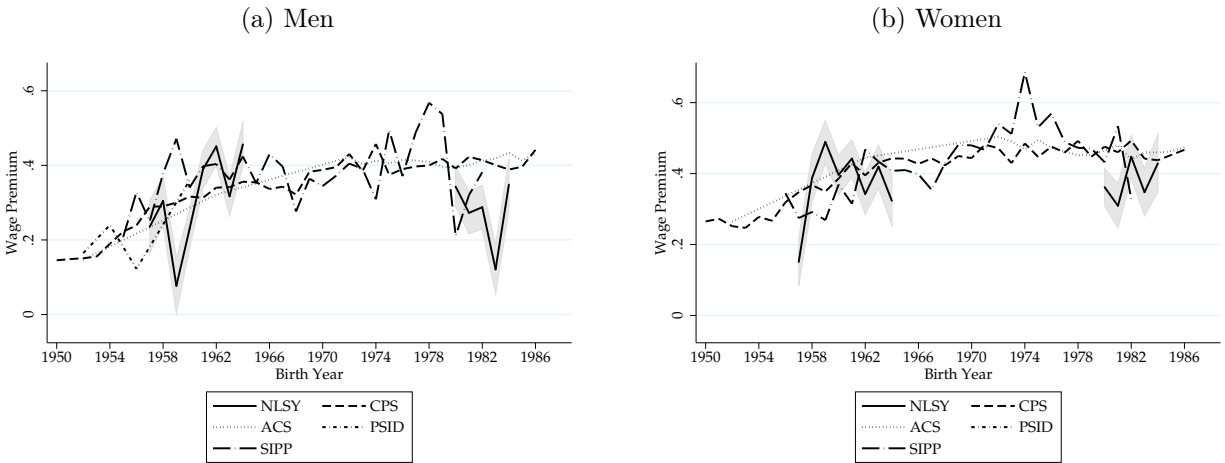 (a) Men
Wage Premium
.6
.4
.2
0
1950 1954 1958 1962 1966 1970 1974 1978 1982 1986
Birth Year
NLSY CPS
ACS PSID
SIPP
(b) Women
Wage Premium
.6
.4
.2
0
1950 1954 1958 1962 1966 1970 1974 1978 1982 1986
Birth Year
NLSY CPS
ACS PSID
SIPP